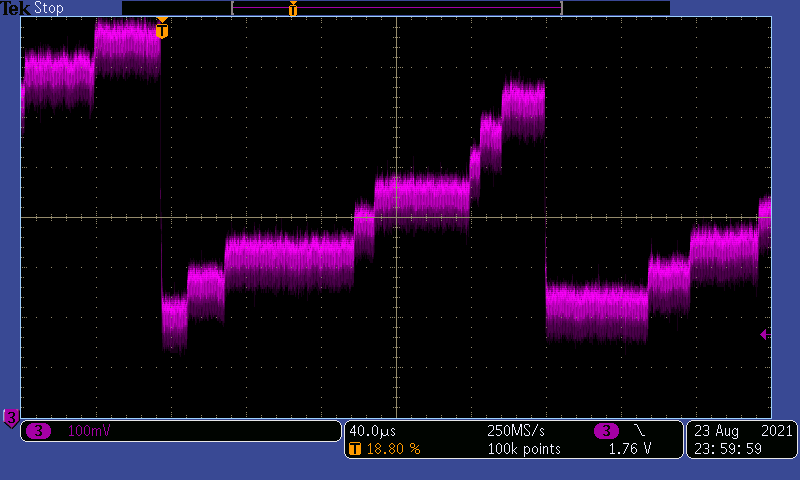 Tek Stop
T
T
3
3 100mV
40.0µs 250MS/s 3 1.76 V
T 18.80 % 100k points
23 Aug 2021
23:59:59